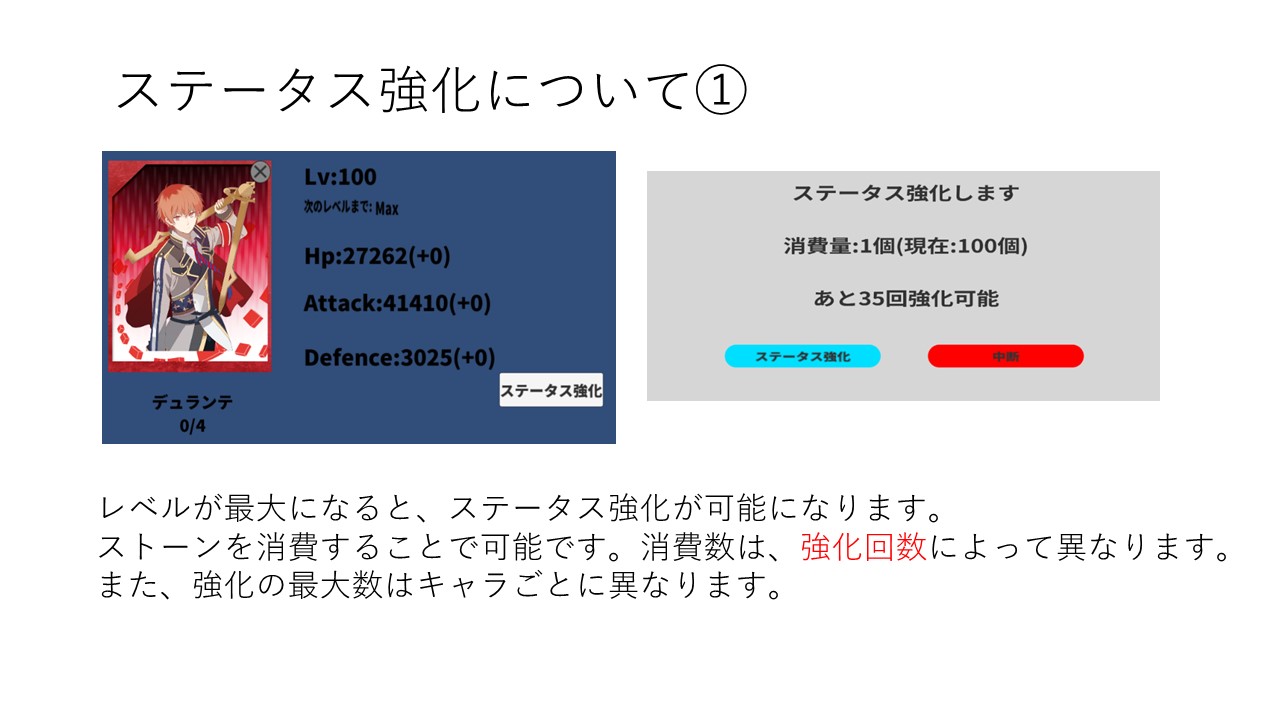 ステータス強化について①
Lv:100
次のレベルまで: Max
Hp:27262(+0)
Attack:41410(+0)
Defence:3025(+0)
ステータス強化
デュランテ
0/4
ステータス強化します
消費量:1個(現在:100個)
あと35回強化可能
ステータス強化
中断
レベルが最大になると、ステータス強化が可能になります。
ストーンを消費することで可能です。消費数は、強化回数によって異なります。
また、強化の最大数はキャラごとに異なります。